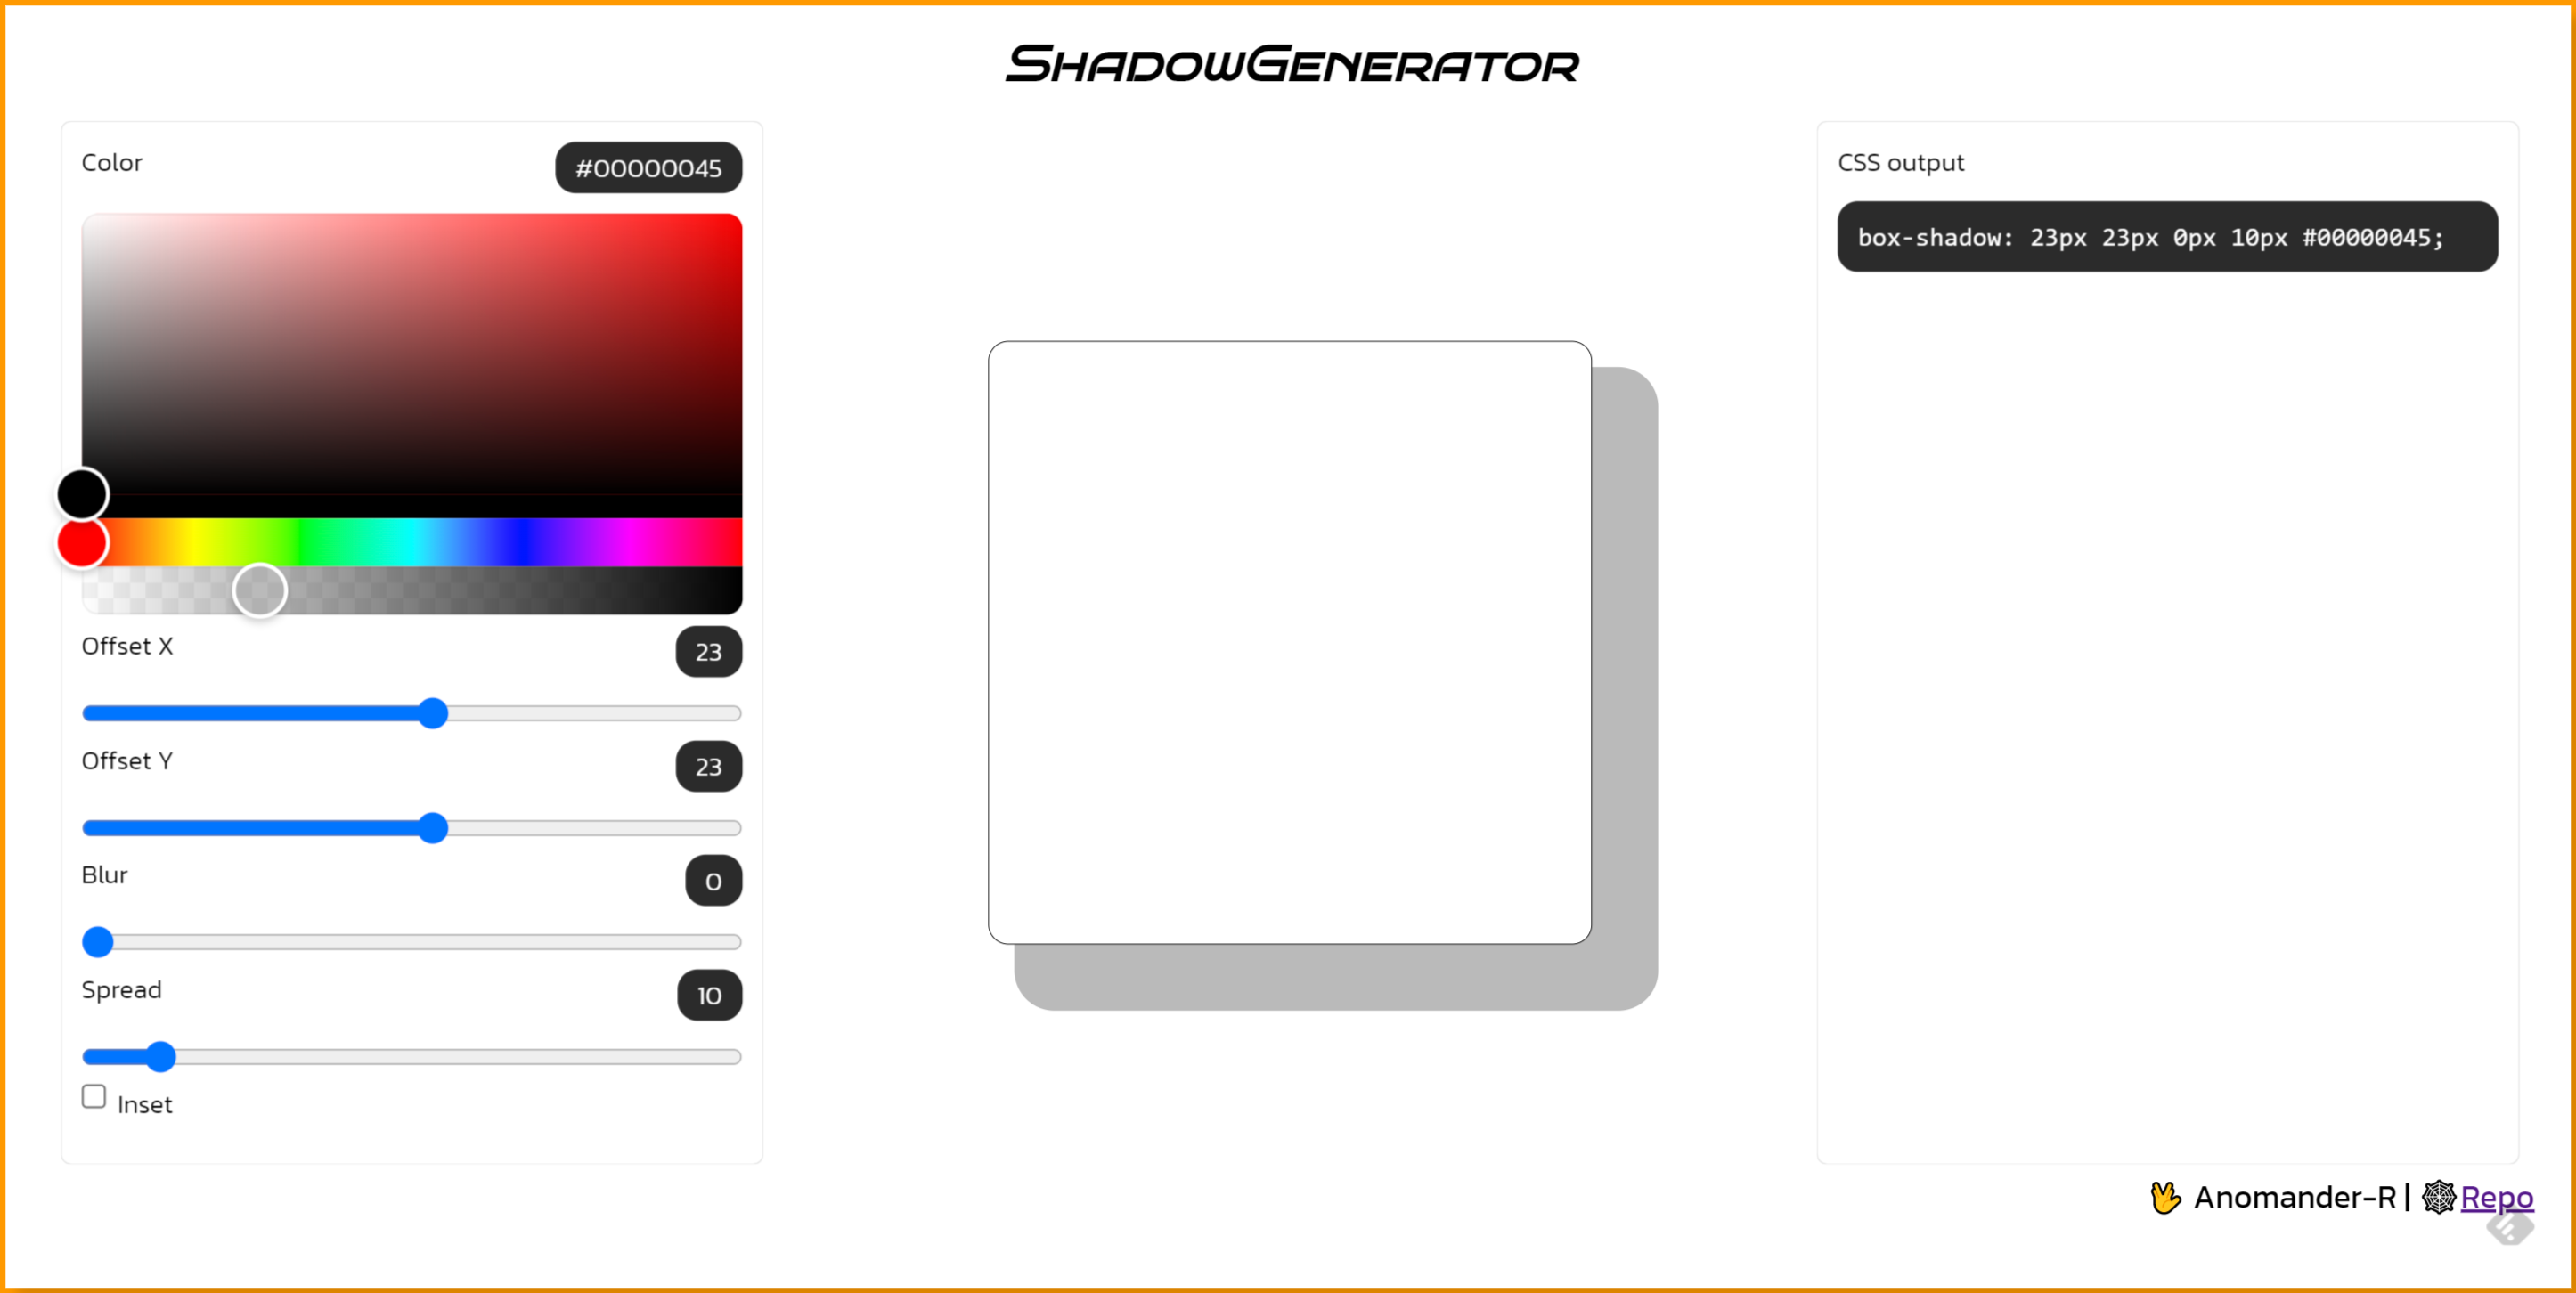 ShadowGenerator
Color
#00000045
Offset X
23
Offset Y
23
Blur
0
Spread
10
Inset
CSS output
box-shadow: 23px 23px 0px 10px #00000045;
🖖 Anomander-R | 🕸Repo